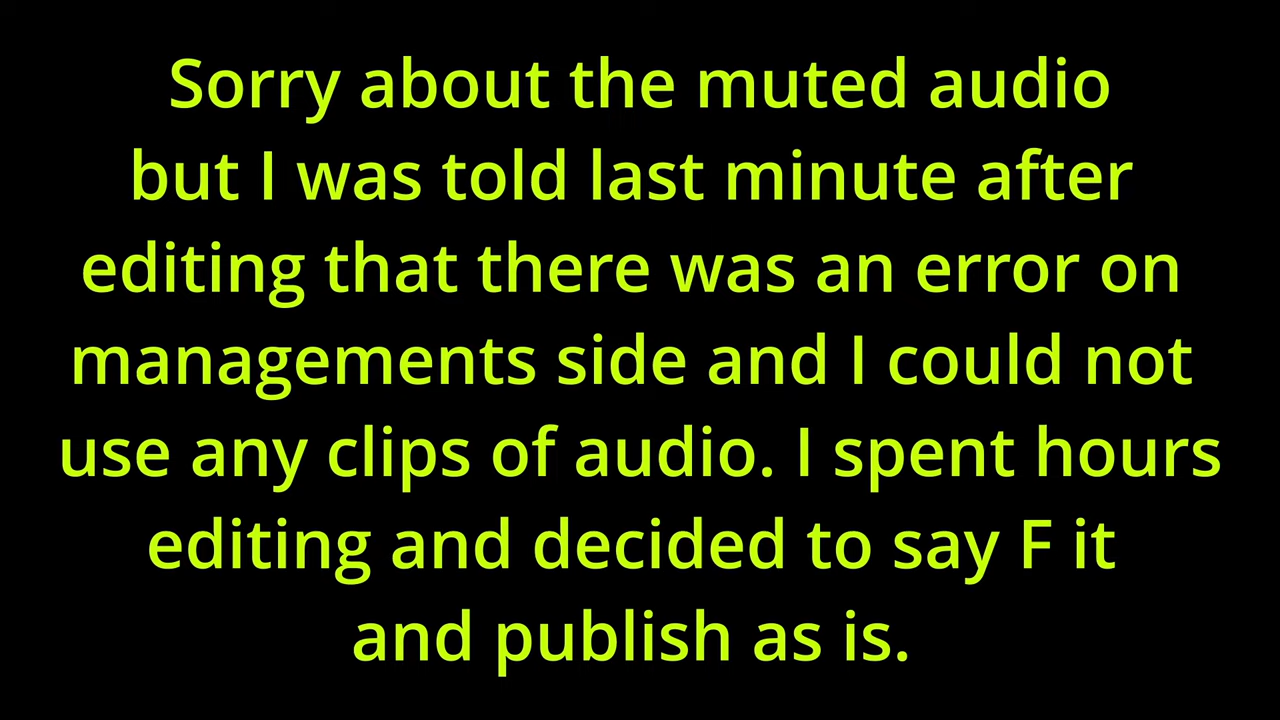 Sorry about the muted audio
but I was told last minute after
editing that there was an error on
managements side and I could not
use any clips of audio. I spent hours
editing and decided to say F it
and publish as is.